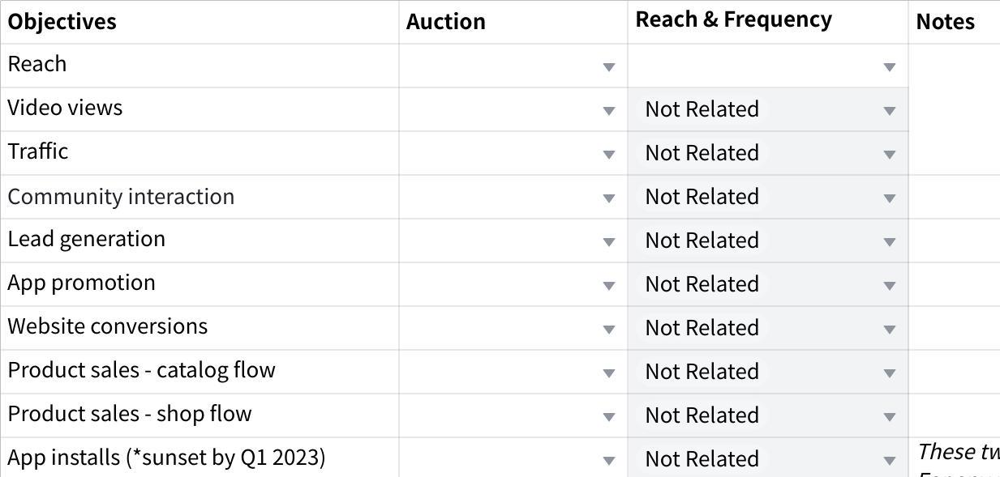 Objectives Auction Reach & Frequency Notes
Reach
Video views Not Related
Traffic Not Related
Community interaction Not Related
Lead generation Not Related
App promotion Not Related
Website conversions Not Related
Product sales - catalog flow Not Related
Product sales - shop flow Not Related
App installs (*sunset by Q1 2023) Not Related These